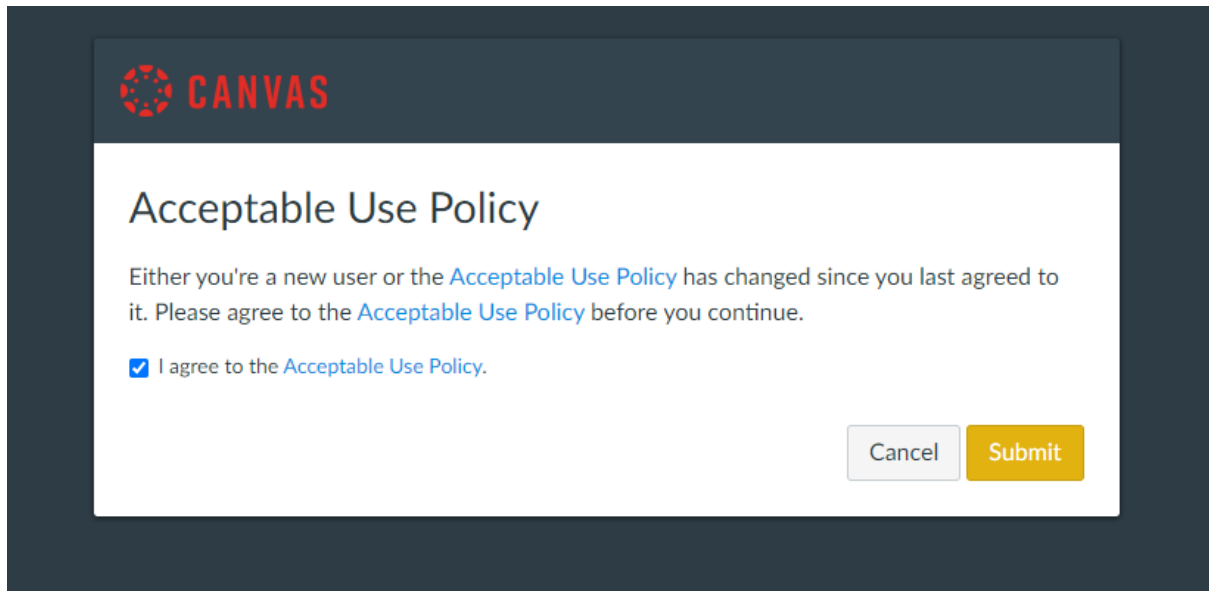 CANVAS
Acceptable Use Policy
Either you're a new user or the Acceptable Use Policy has changed since you last agreed to
it. Please agree to the Acceptable Use Policy before you continue.
I agree to the Acceptable Use Policy.
Cancel Submit